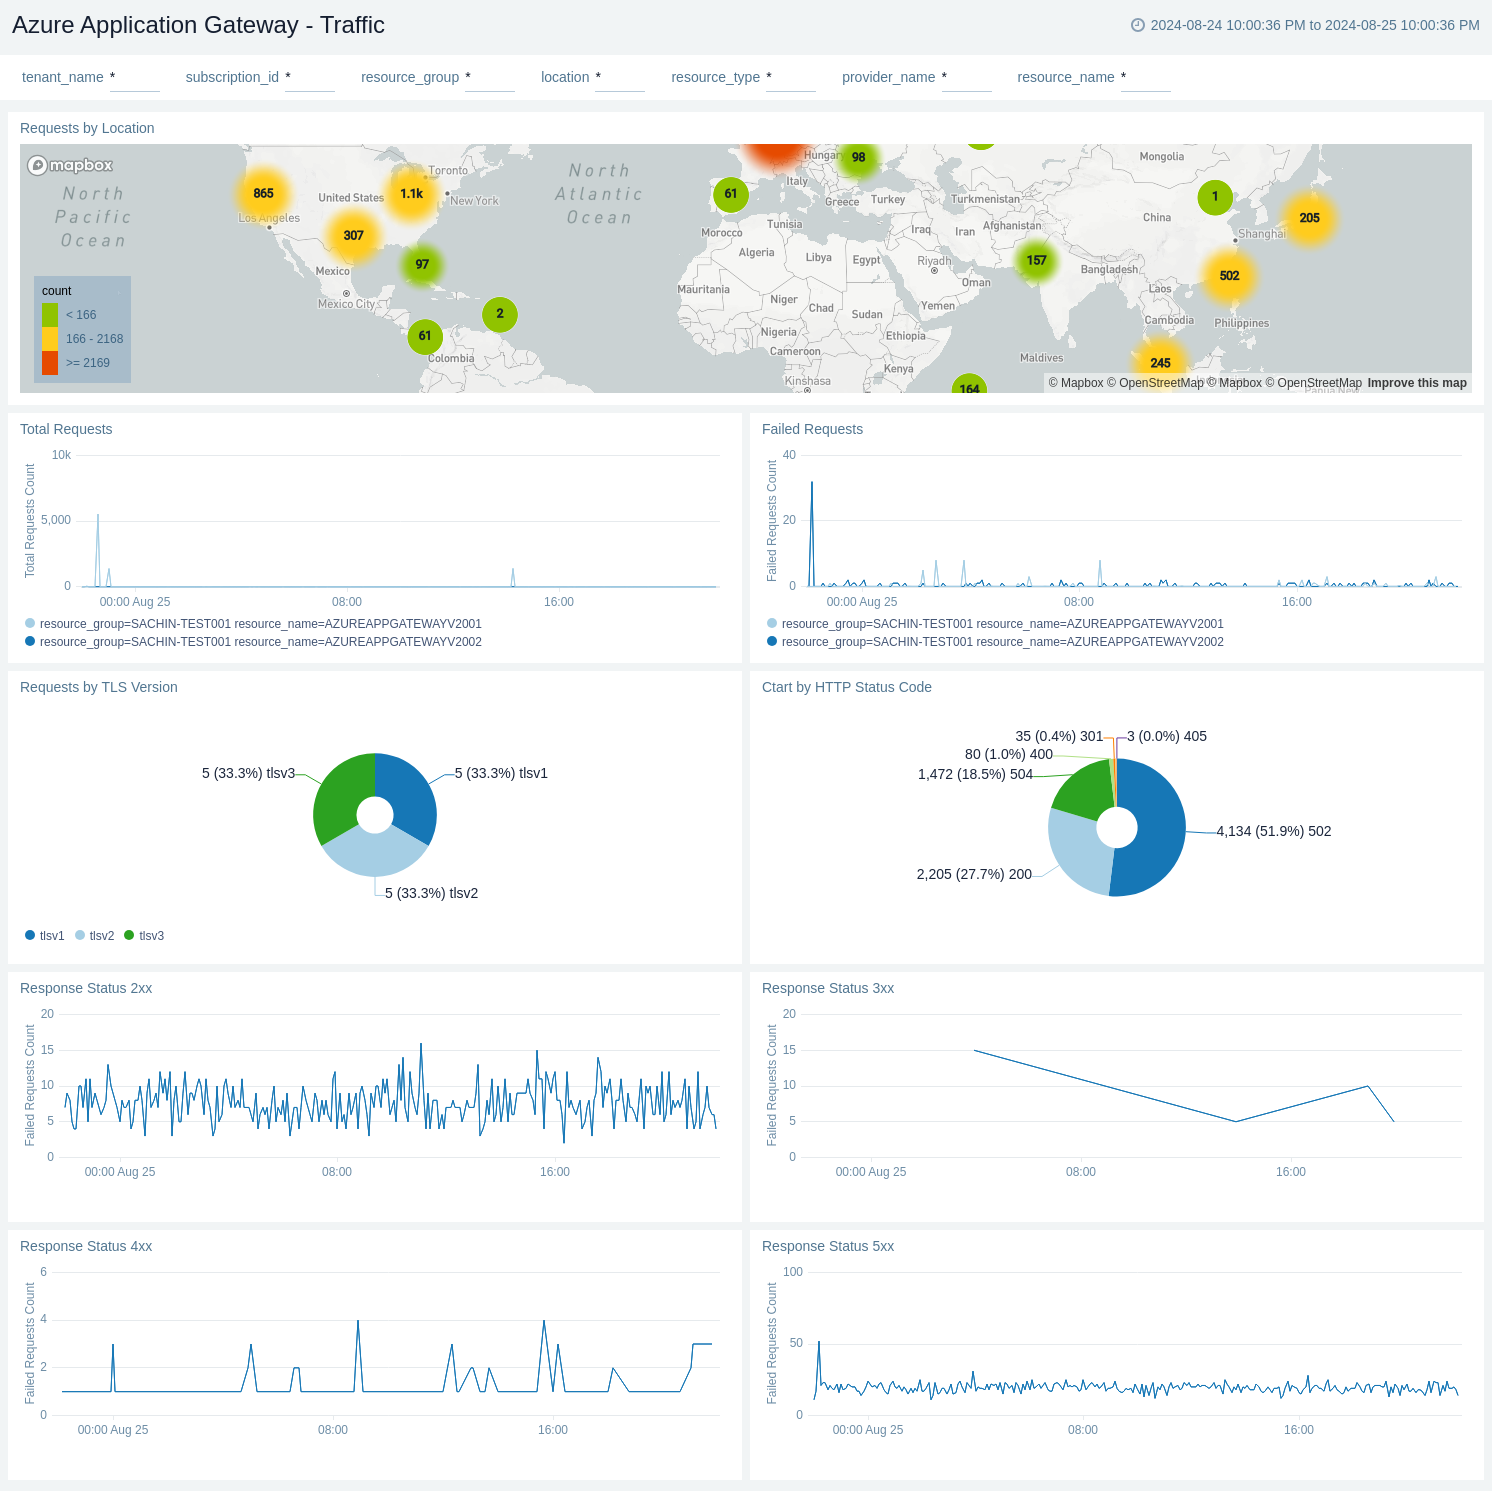 Azure Application Gateway - Traffic
2024-08-24 10:00:36 PM to 2024-08-25 10:00:36 PM
tenant_name *
subscription_id *
resource_group *
location *
resource_type *
provider_name *
resource_name *
Requests by Location
mapbox
North
Pacific
Ocean
North
Atlantic
Ocean
865
Los Angeles
United States
1.1k
Toronto
New York
307
97
Mexico
Mexico City
2
61
Colombia
Hungary
98
Italy
61
Greece
Turkey
Morocco
Tunisia
Algeria
Libya
Egypt
Iraq
Iran
Turkmenistan
Afghanistan
Riyadh
157
Oman
Mauritania
Niger
Chad
Sudan
Yemen
Nigeria
Ethiopia
Cameroon
Kenya
Kinshasa
164
Mongolia
1
China
Shanghai
205
Bangladesh
502
Laos
Cambodia
Philippines
Maldives
245
Papua New
count
< 166
166 - 2168
>= 2169
© Mapbox © OpenStreetMap © Mapbox © OpenStreetMap Improve this map
Total Requests
Total Requests Count
10k
5,000
0
00:00 Aug 25
08:00
16:00
resource_group=SACHIN-TEST001 resource_name=AZUREAPPGATEWAYV2001
resource_group=SACHIN-TEST001 resource_name=AZUREAPPGATEWAYV2002
Failed Requests
Failed Requests Count
40
20
0
00:00 Aug 25
08:00
16:00
resource_group=SACHIN-TEST001 resource_name=AZUREAPPGATEWAYV2001
resource_group=SACHIN-TEST001 resource_name=AZUREAPPGATEWAYV2002
Requests by TLS Version
5 (33.3%) tlsv3
5 (33.3%) tlsv1
5 (33.3%) tlsv2
tlsv1
tlsv2
tlsv3
Ctart by HTTP Status Code
35 (0.4%) 301
3 (0.0%) 405
80 (1.0%) 400
1,472 (18.5%) 504
4,134 (51.9%) 502
2,205 (27.7%) 200
Response Status 2xx
Failed Requests Count
20
15
10
5
0
00:00 Aug 25
08:00
16:00
Response Status 3xx
Failed Requests Count
20
15
10
5
0
00:00 Aug 25
08:00
16:00
Response Status 4xx
Failed Requests Count
6
4
2
0
00:00 Aug 25
08:00
16:00
Response Status 5xx
Failed Requests Count
100
50
0
00:00 Aug 25
08:00
16:00